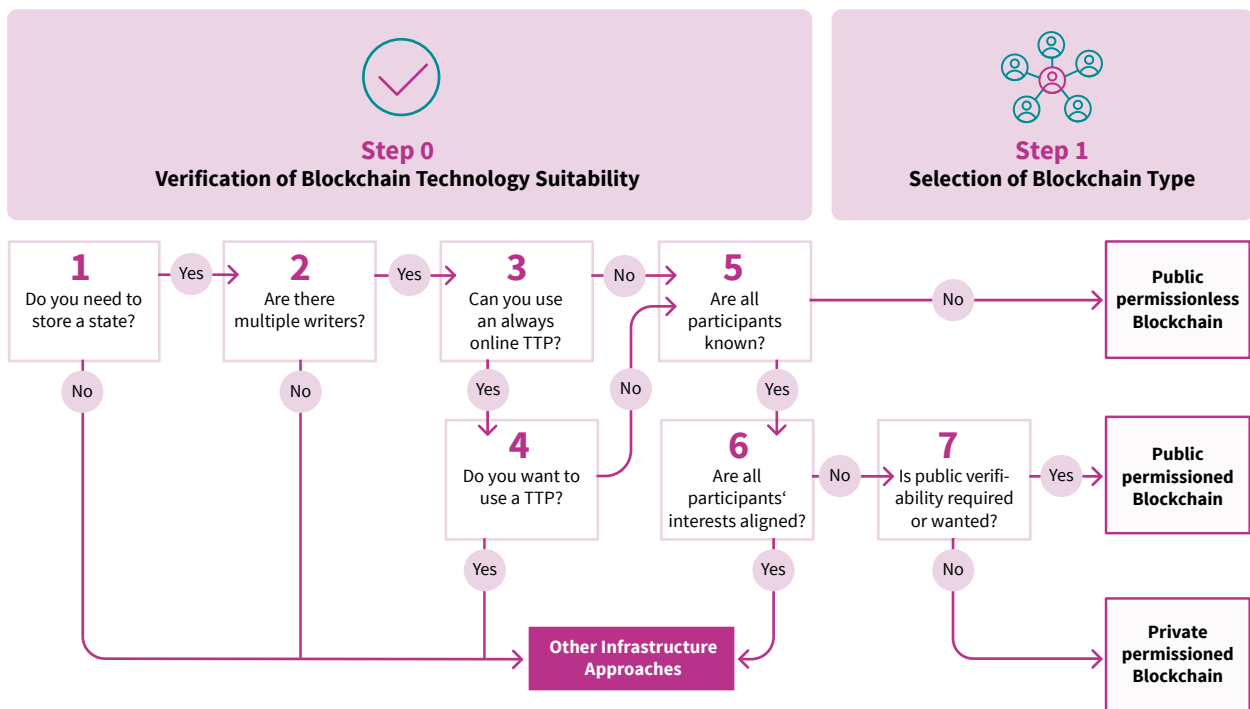 Step 0
Verification of Blockchain Technology Suitability
Step 1
Selection of Blockchain Type
1
Do you need to
store a state?
Yes
2
Are there
multiple writers?
Yes
3
Can you use
an always
online TTP?
No
5
Are all
participants
known?
No
Public
permissionless
Blockchain
No
No
Yes
No
Yes
4
Do you want to
use a TTP?
6
Are all
participants‘
interests aligned?
No
7
Is public verifi-
ability required
or wanted?
Yes
Public
permissioned
Blockchain
Yes
Yes
No
Other Infrastructure
Approaches
Private
permissioned
Blockchain